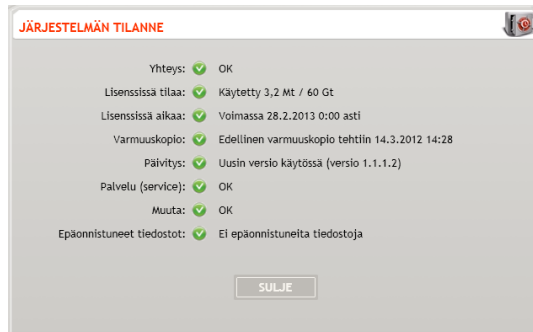 JÄRJESTELMÄN TILANNE
Yhteys: OK
Lisenssissä tilaa: Käytetty 3,2 Mt / 60 Gt
Lisenssissä aikaa: Voimassa 28.2.2013 0:00 asti
Varmuuskopio: Edellinen varmuuskopio tehtiin 14.3.2012 14:28
Päivitys: Uusin versio käytössä (versio 1.1.1.2)
Palvelu (service): OK
Muuta: OK
Epäonnistuneet tiedostot: Ei epäonnistuneita tiedostoja
SULJE